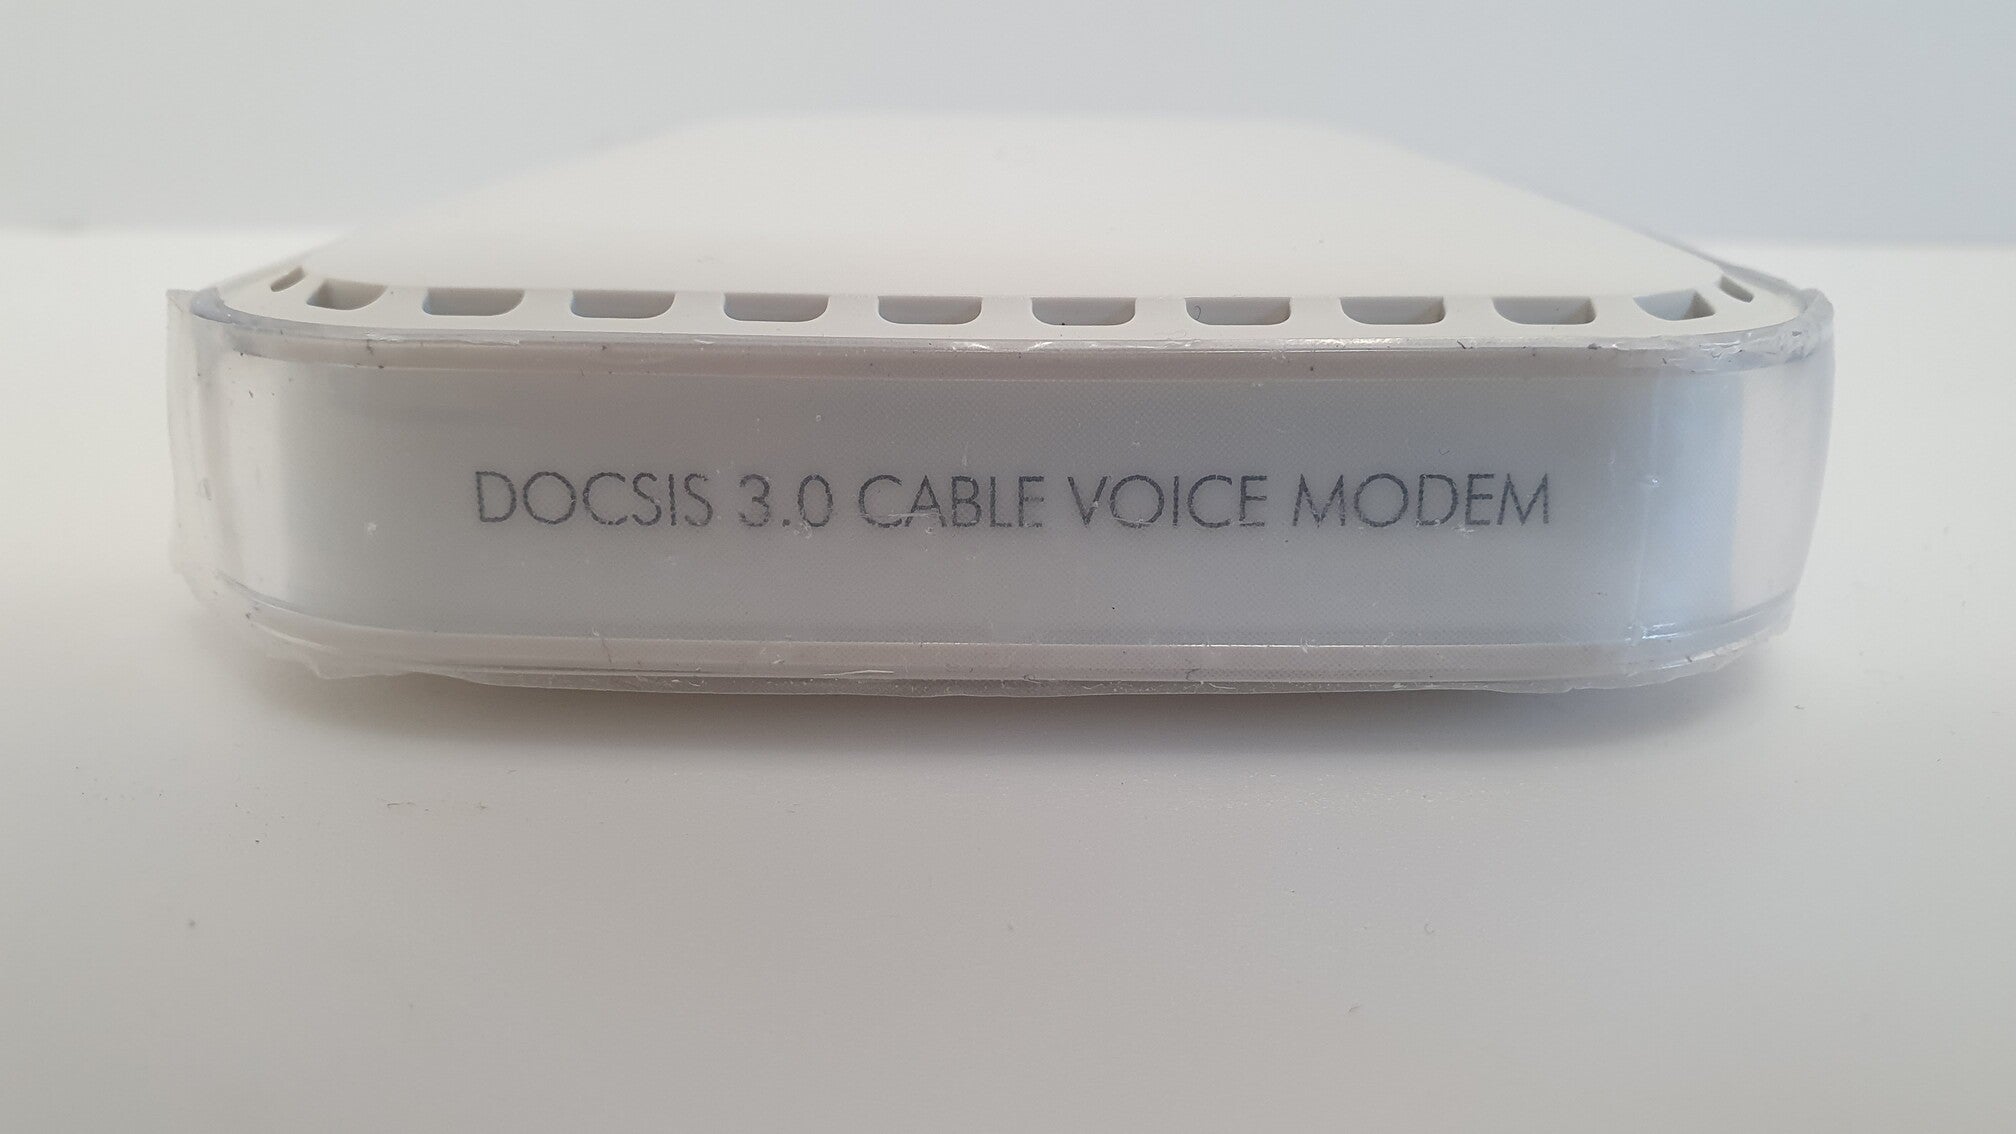 DOCSIS 3.0 CABLE VOICE MODEM